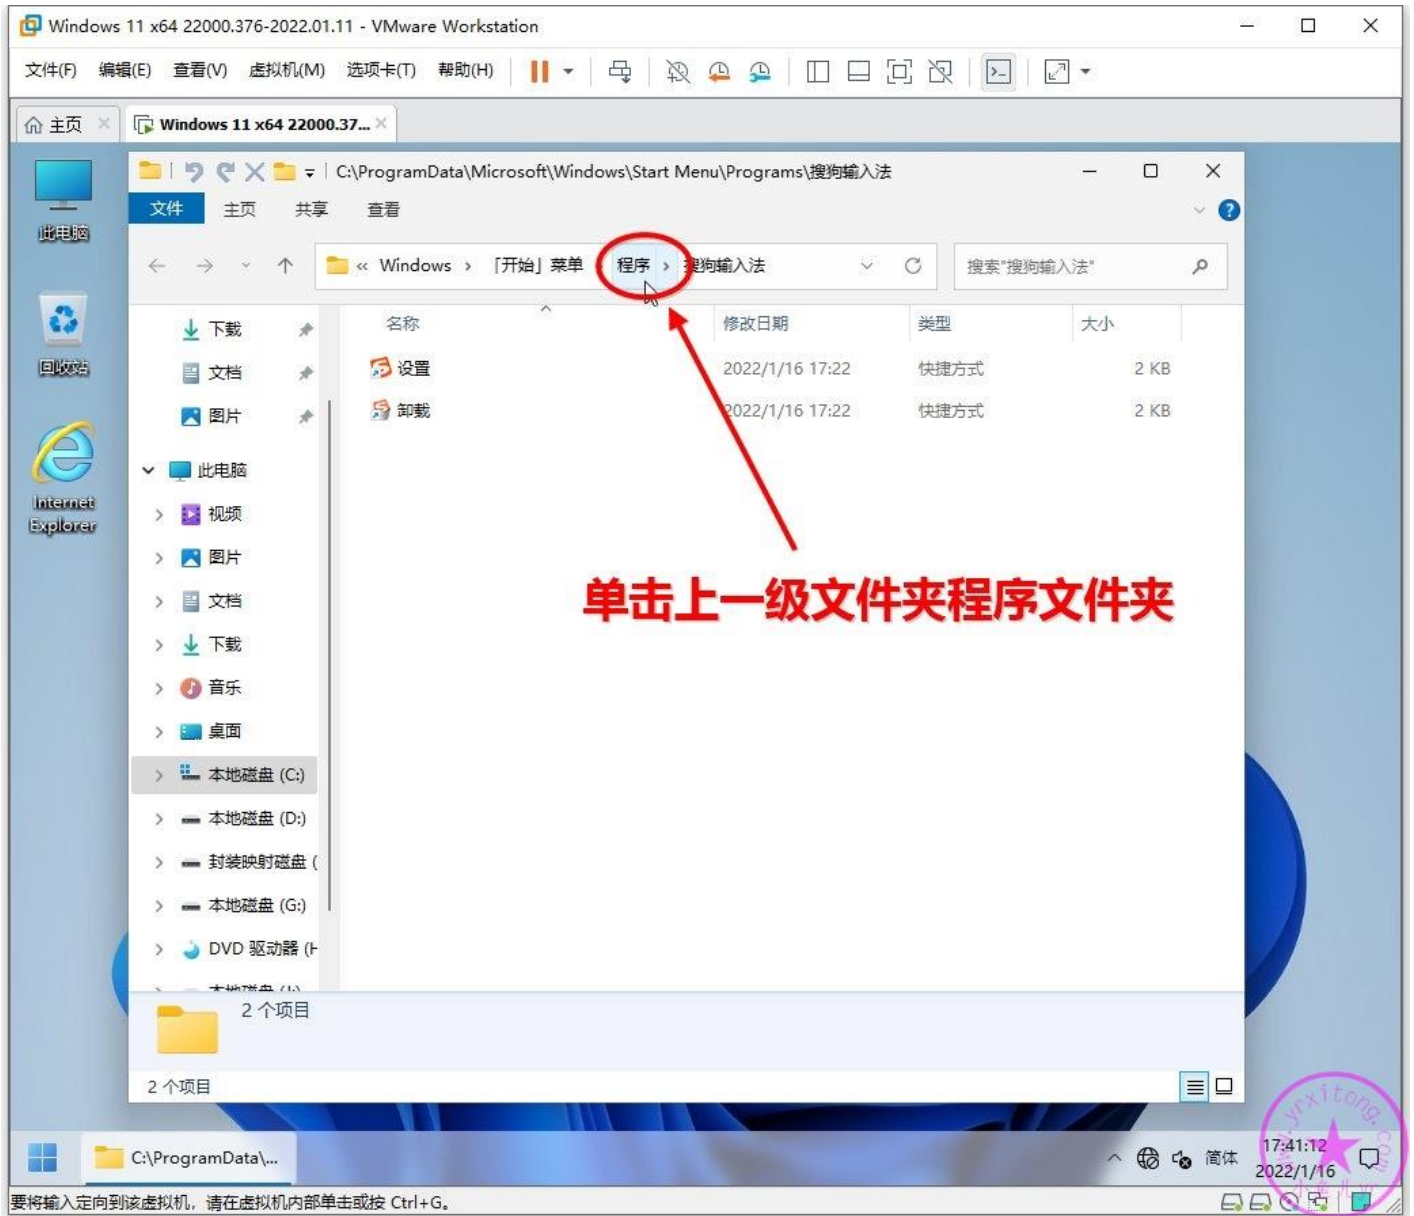 Windows 11 x64 22000.376-2022.01.11 - VMware Workstation
文件(F) 编辑(E) 查看(V) 虚拟机(M) 选项卡(T) 帮助(H)
主页 Windows 11 x64 22000.37...
C:\ProgramData\Microsoft\Windows\Start Menu\Programs\搜狗输入法
文件 主页 共享 查看
« Windows › 「开始」菜单 程序 › 搜狗输入法 搜索"搜狗输入法"
此电脑
回收站
Internet
Explorer
下载
文档
图片
此电脑
视频
图片
文档
下载
音乐
桌面
本地磁盘 (C:)
本地磁盘 (D:)
封装映射磁盘 (
本地磁盘 (G:)
DVD 驱动器 (H
名称 修改日期 类型 大小
设置 2022/1/16 17:22 快捷方式 2 KB
卸载 2022/1/16 17:22 快捷方式 2 KB
单击上一级文件夹程序文件夹
2 个项目
2 个项目
C:\ProgramData\...
简体
17:41:12
2022/1/16
要将输入定向到该虚拟机，请在虚拟机内部单击或按 Ctrl+G。